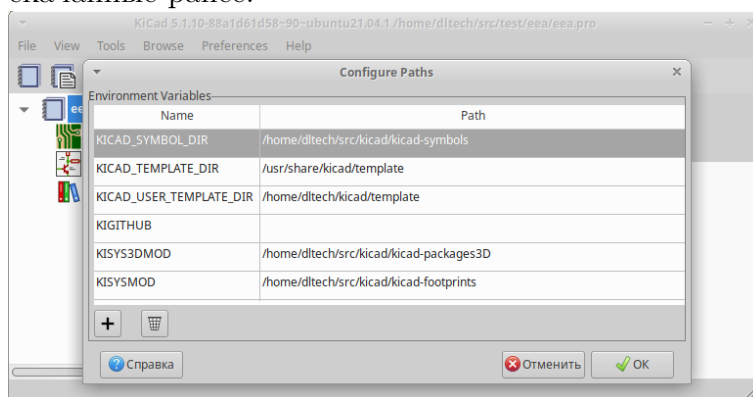 скачанные ранее.
KiCad 5.1.10-88a1d61d58~90~ubuntu21.04.1 /home/dltech/src/test/eea/eea.pro
File View Tools Browse Preferences Help
Configure Paths
Environment Variables
Name Path
KICAD_SYMBOL_DIR /home/dltech/src/kicad/kicad-symbols
KICAD_TEMPLATE_DIR /usr/share/kicad/template
KICAD_USER_TEMPLATE_DIR /home/dltech/kicad/template
KIGITHUB
KISYS3DMOD /home/dltech/src/kicad/kicad-packages3D
KISYSMOD /home/dltech/src/kicad/kicad-footprints
Справка Отменить OK